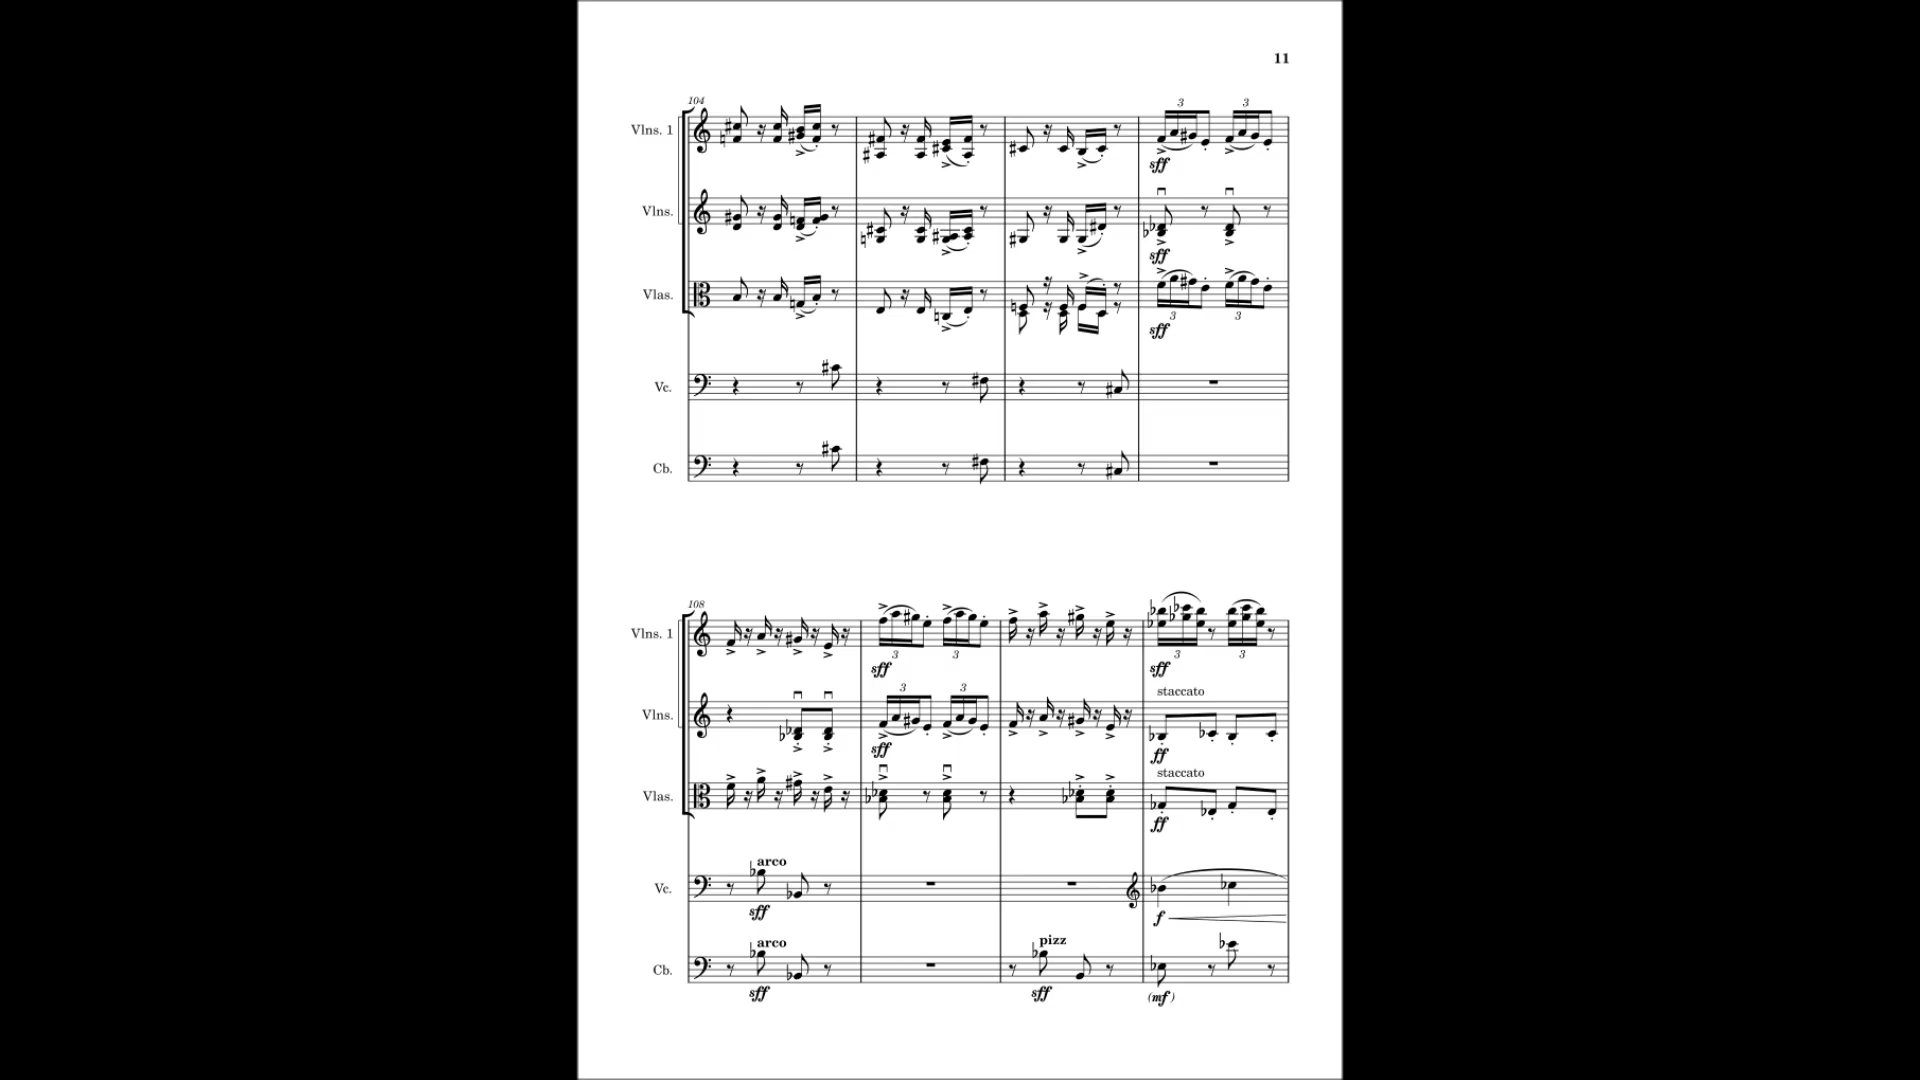 11
104
Vlns. 1
3 3
sff
Vlns.
sff
Vlas.
3 3
sff
Vc.
Cb.
108
Vlns. 1
3 3 3 3
sff sff
staccato
Vlns.
3 3
sff ff
staccato
Vlas.
ff
arco
Vc.
sff f
arco pizz
Cb.
sff sff (mf)